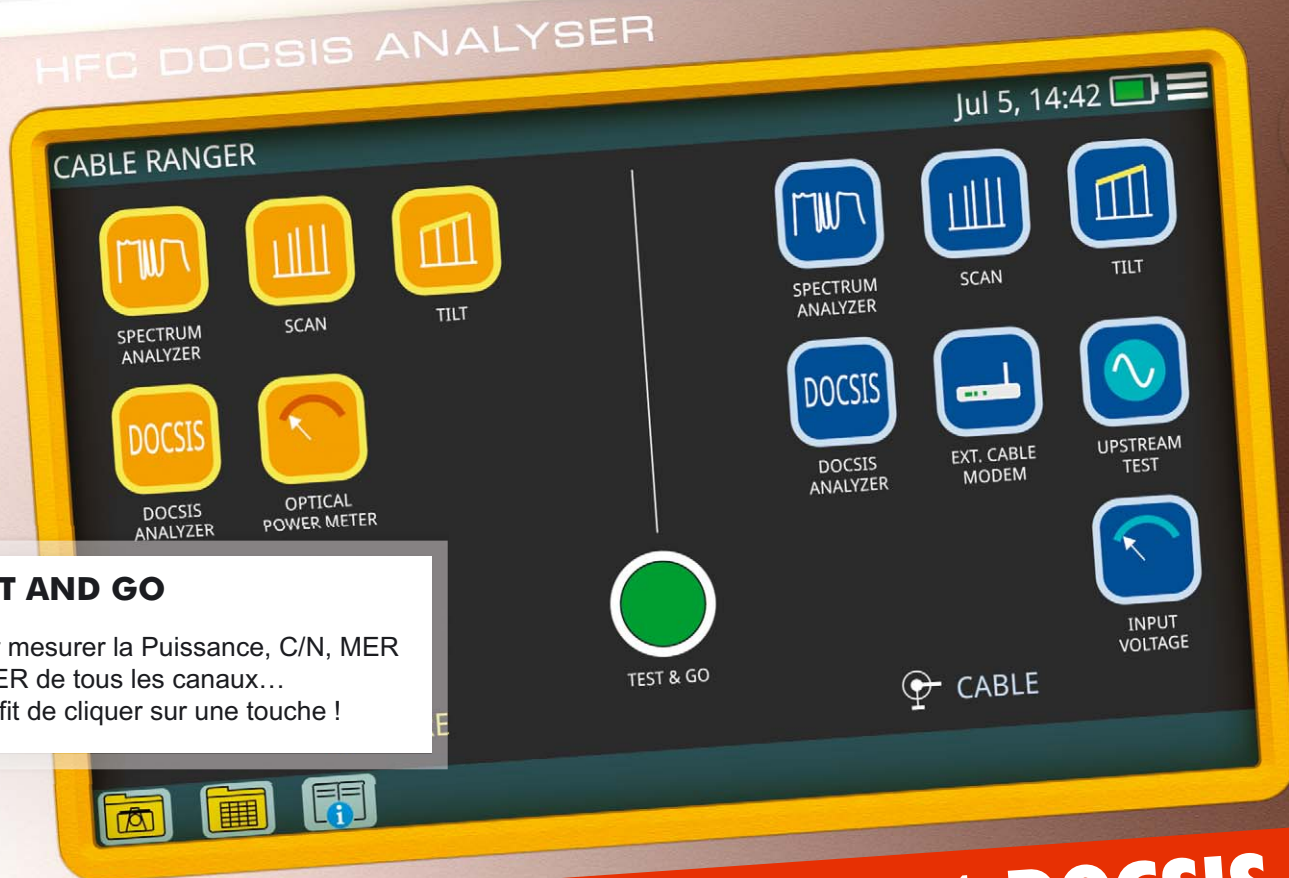 HFC DOCSIS ANALYSER
CABLE RANGER
Jul 5, 14:42
SPECTRUM
ANALYZER
SCAN
TILT
DOCSIS
DOCSIS
ANALYZER
OPTICAL
POWER METER
SPECTRUM
ANALYZER
SCAN
TILT
DOCSIS
DOCSIS
ANALYZER
EXT. CABLE
MODEM
UPSTREAM
TEST
INPUT
VOLTAGE
TEST & GO
CABLE
AND GO
mesurer la Puissance, C/N, MER
de tous les canaux…
de cliquer sur une touche !
DOCSIS